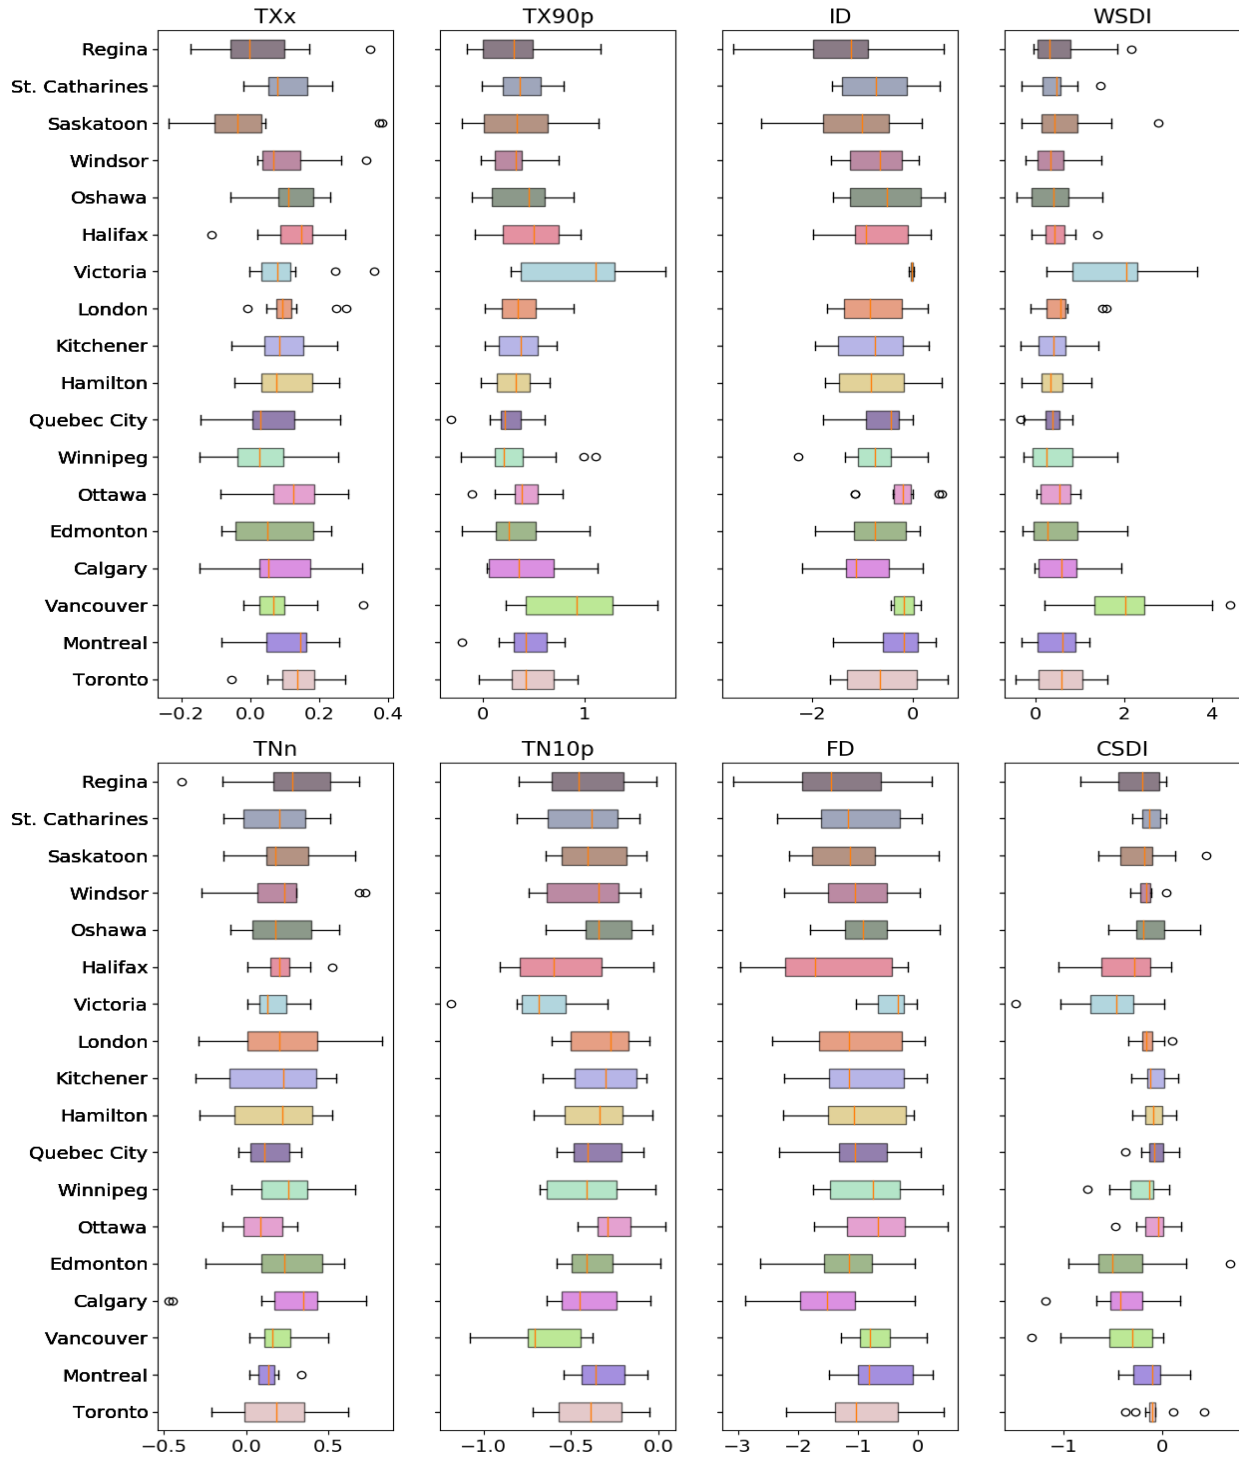 TXx TX90p ID WSDI
Regina
St. Catharines
Saskatoon
Windsor
Oshawa
Halifax
Victoria
London
Kitchener
Hamilton
Quebec City
Winnipeg
Ottawa
Edmonton
Calgary
Vancouver
Montreal
Toronto
−0.2 0.0 0.2 0.4 0 1 −2 0 0 2 4
TNn TN10p FD CSDI
Regina
St. Catharines
Saskatoon
Windsor
Oshawa
Halifax
Victoria
London
Kitchener
Hamilton
Quebec City
Winnipeg
Ottawa
Edmonton
Calgary
Vancouver
Montreal
Toronto
−0.5 0.0 0.5 −1.0 −0.5 0.0 −3 −2 −1 0 −1 0